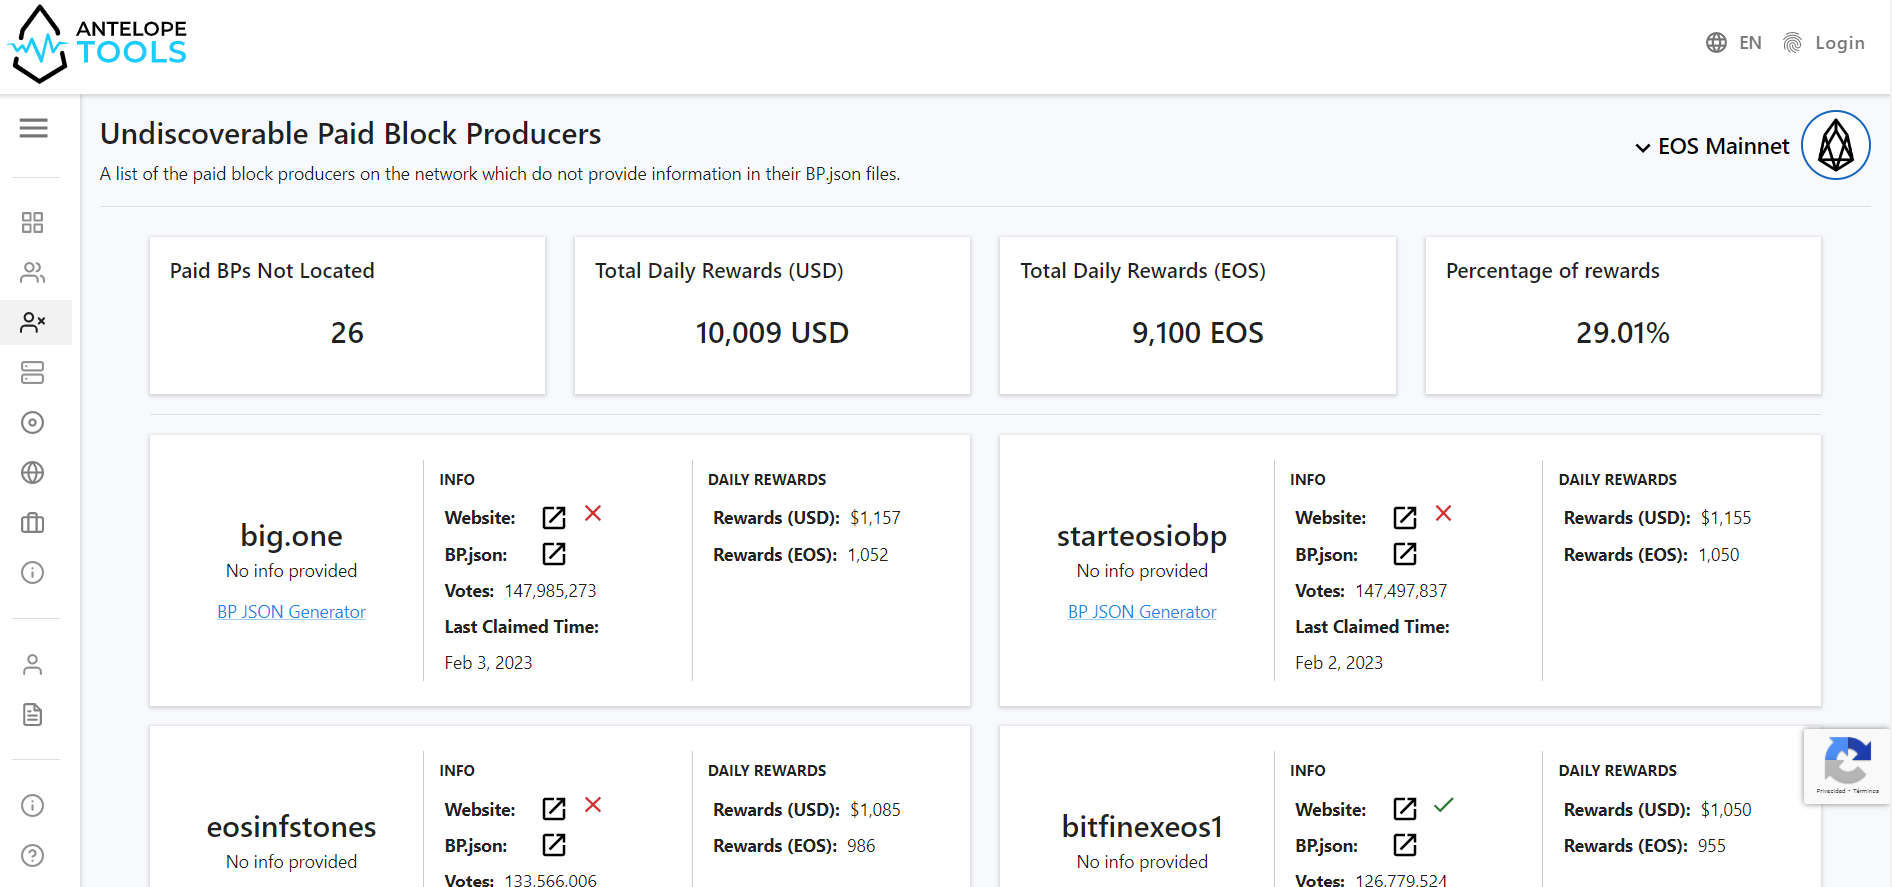 ANTELOPE
TOOLS
EN
Login
Undiscoverable Paid Block Producers
A list of the paid block producers on the network which do not provide information in their BP.json files.
EOS Mainnet
Paid BPs Not Located
26
Total Daily Rewards (USD)
10,009 USD
Total Daily Rewards (EOS)
9,100 EOS
Percentage of rewards
29.01%
big.one
No info provided
BP JSON Generator
INFO
Website:
BP.json:
Votes: 147,985,273
Last Claimed Time:
Feb 3, 2023
DAILY REWARDS
Rewards (USD): $1,157
Rewards (EOS): 1,052
starteosiobp
No info provided
BP JSON Generator
INFO
Website:
BP.json:
Votes: 147,497,837
Last Claimed Time:
Feb 2, 2023
DAILY REWARDS
Rewards (USD): $1,155
Rewards (EOS): 1,050
eosinfstones
No info provided
INFO
Website:
BP.json:
Votes: 133,566,006
DAILY REWARDS
Rewards (USD): $1,085
Rewards (EOS): 986
bitfinexeos1
No info provided
INFO
Website:
BP.json:
Votes: 126,779,524
DAILY REWARDS
Rewards (USD): $1,050
Rewards (EOS): 955
Privacidad - Términos